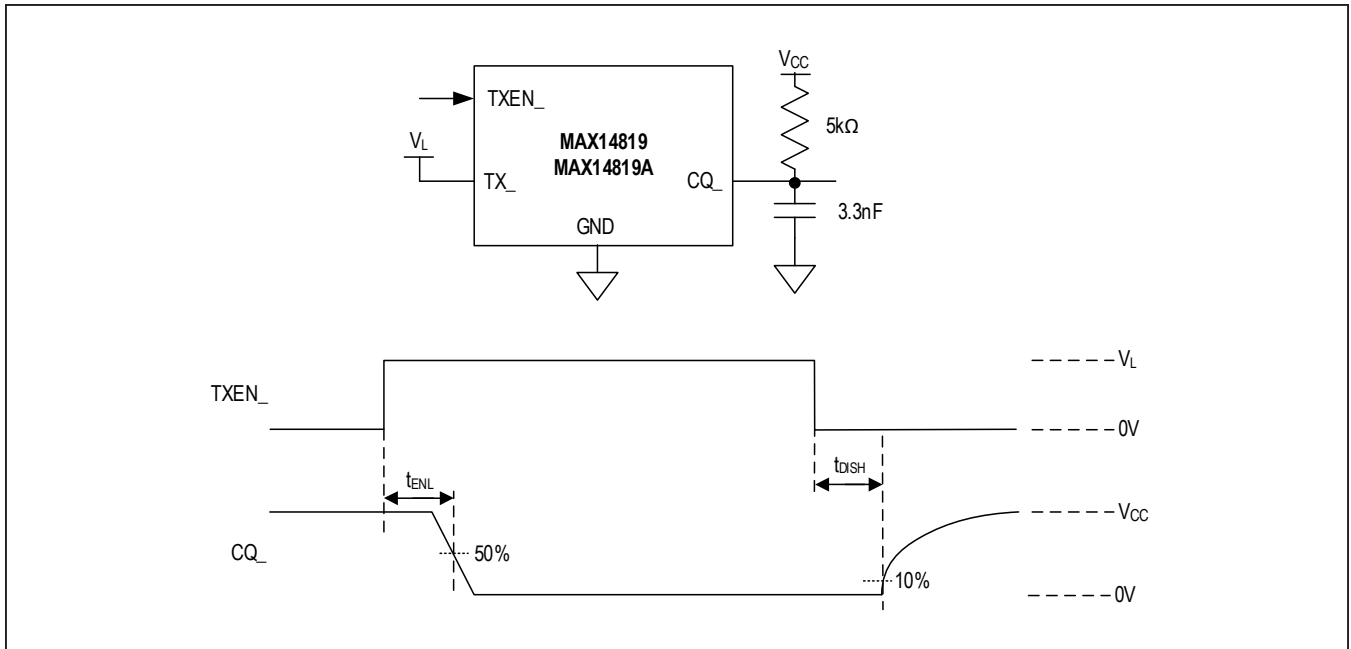 VCC
TXEN_
5kΩ
MAX14819
MAX14819A
VL
TX_
CQ_
3.3nF
GND
VL
TXEN_
0V
tENL
tDISH
VCC
CQ_
50%
10%
0V